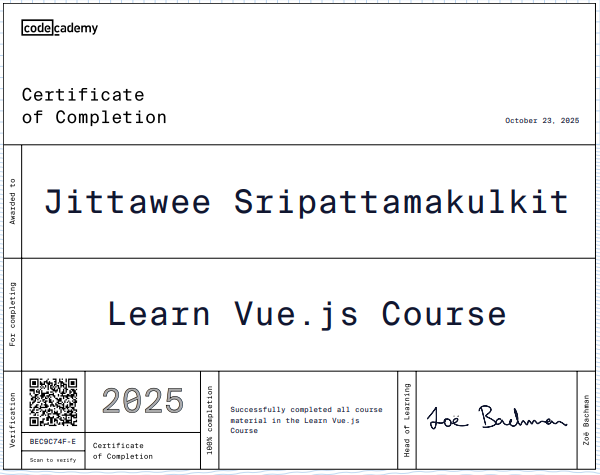 codecademy
Certificate
of Completion
October 23, 2025
Awarded to
Jittawee Sripattamakulkit
For completing
Learn Vue.js Course
Verification
BEC9C74F-E
Scan to verify
2025
Certificate
of Completion
100% completion
Successfully completed all course
material in the Learn Vue.js
Course
Head of Learning
Zoë Bachman
Zoë Bachman